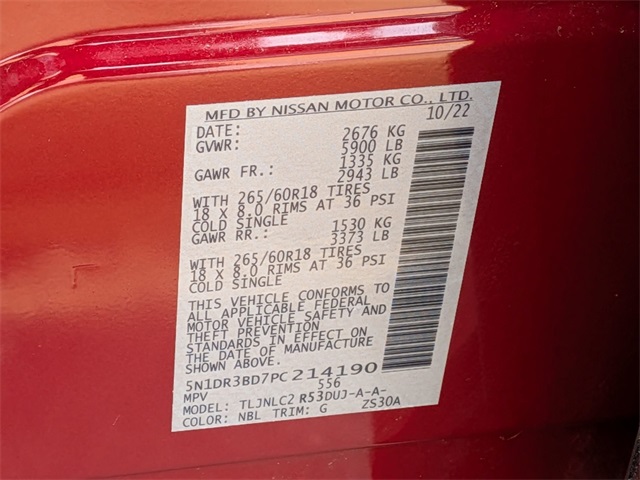 MFD BY NISSAN MOTOR CO., LTD.
DATE: 10/22
GVWR: 2676 KG
5900 LB
GAWR FR.: 1335 KG
2943 LB
WITH 265/60R18 TIRES
18 X 8.0 RIMS AT 36 PSI
COLD SINGLE
GAWR RR.: 1530 KG
3373 LB
WITH 265/60R18 TIRES
18 X 8.0 RIMS AT 36 PSI
COLD SINGLE
THIS VEHICLE CONFORMS TO
ALL APPLICABLE FEDERAL
MOTOR VEHICLE SAFETY AND
THEFT PREVENTION
STANDARDS IN EFFECT ON
THE DATE OF MANUFACTURE
SHOWN ABOVE.
5N1DR3BD7PC214190
MPV 556
MODEL: TLJNLC2 R53DUJ-A-A-
COLOR: NBL TRIM: G ZS30A